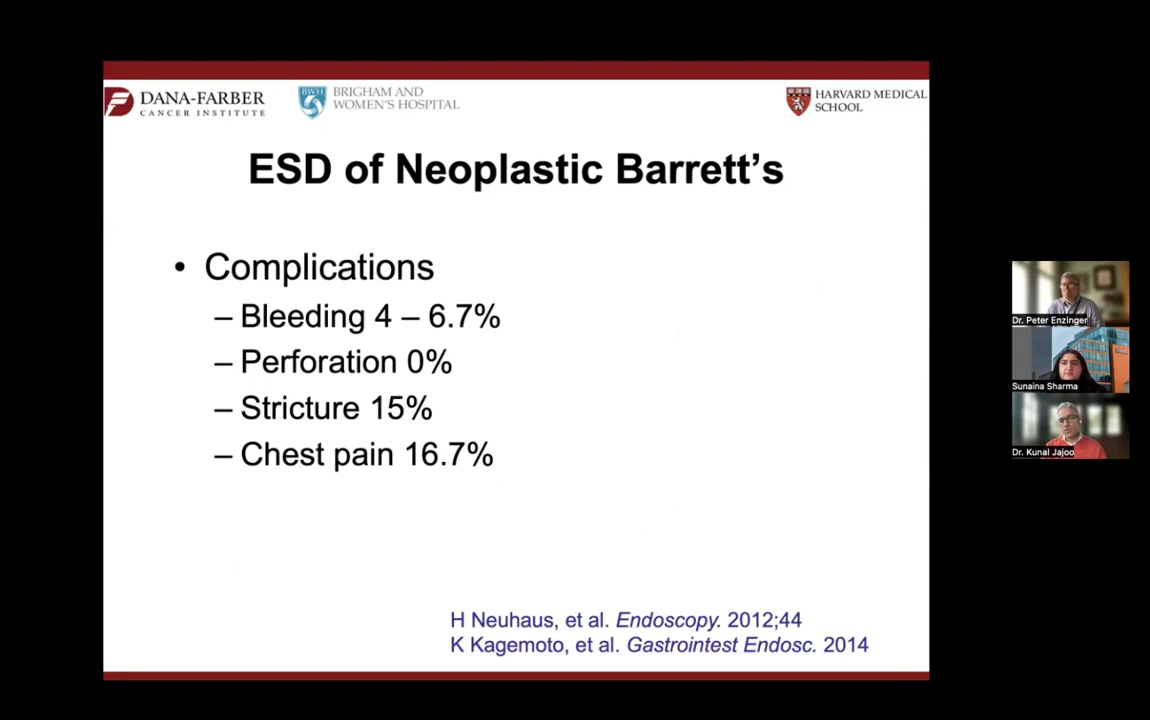 DANA-FARBER
CANCER INSTITUTE
BWH
BRIGHAM AND
WOMEN'S HOSPITAL
HARVARD MEDICAL
SCHOOL
ESD of Neoplastic Barrett's
• Complications
– Bleeding 4 – 6.7%
– Perforation 0%
– Stricture 15%
– Chest pain 16.7%
H Neuhaus, et al. Endoscopy. 2012;44
K Kagemoto, et al. Gastrointest Endosc. 2014
Dr. Peter Enzinger
Sunaina Sharma
Dr. Kunal Jajoo